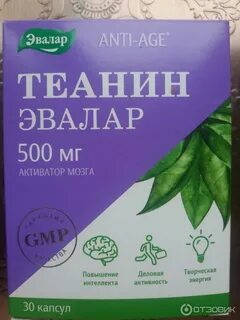 Эвалар
ANTI-AGE®
ТЕАНИН
ЭВАЛАР
500 мг
АКТИВАТОР МОЗГА
GMP
Повышение интеллекта
Деловая активность
Творческая энергия
30 капсул
ОТЗОВИК